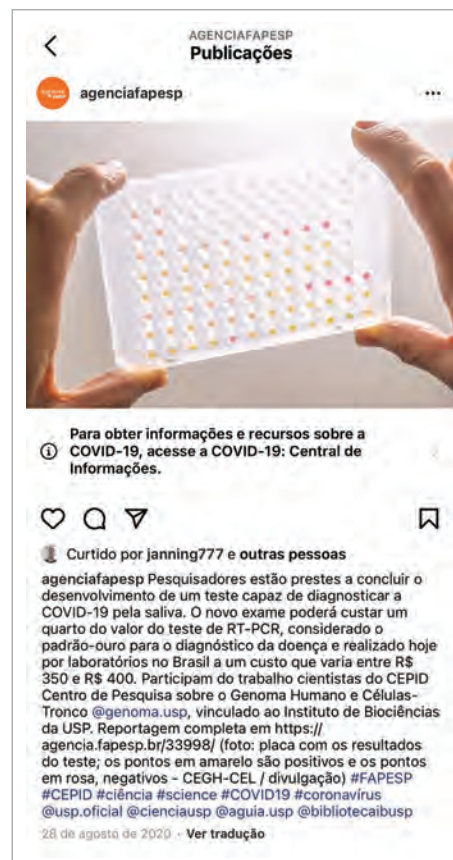 AGENCIAFAPESP
Publicações
agenciafapesp
Para obter informações e recursos sobre a
COVID-19, acesse a COVID-19: Central de
Informações.
Curtido por janning777 e outras pessoas
agenciafapesp Pesquisadores estão prestes a concluir o
desenvolvimento de um teste capaz de diagnosticar a
COVID-19 pela saliva. O novo exame poderá custar um
quarto do valor do teste de RT-PCR, considerado o
padrão-ouro para o diagnóstico da doença e realizado hoje
por laboratórios no Brasil a um custo que varia entre R$
350 e R$ 400. Participam do trabalho cientistas do CEPID
Centro de Pesquisa sobre o Genoma Humano e Células-
Tronco @genoma.usp, vinculado ao Instituto de Biociências
da USP. Reportagem completa em https://
agencia.fapesp.br/33998/ (foto: placa com os resultados
do teste; os pontos em amarelo são positivos e os pontos
em rosa, negativos - CEGH-CEL / divulgação) #FAPESP
#CEPID #ciência #science #COVID19 #coronavírus
@usp.oficial @cienciausp @aguia.usp @bibliotecaibusp
28 de agosto de 2020 · Ver tradução